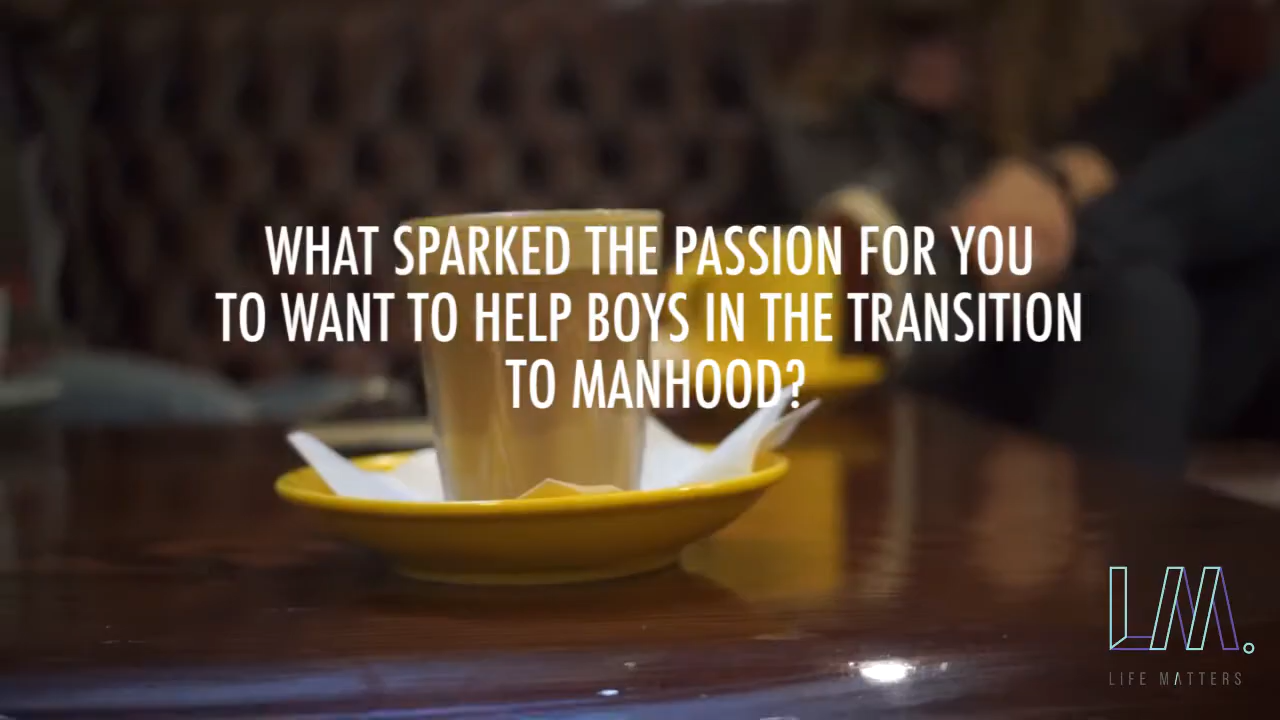 WHAT SPARKED THE PASSION FOR YOU
TO WANT TO HELP BOYS IN THE TRANSITION
TO MANHOOD?
LM.
LIFE MATTERS